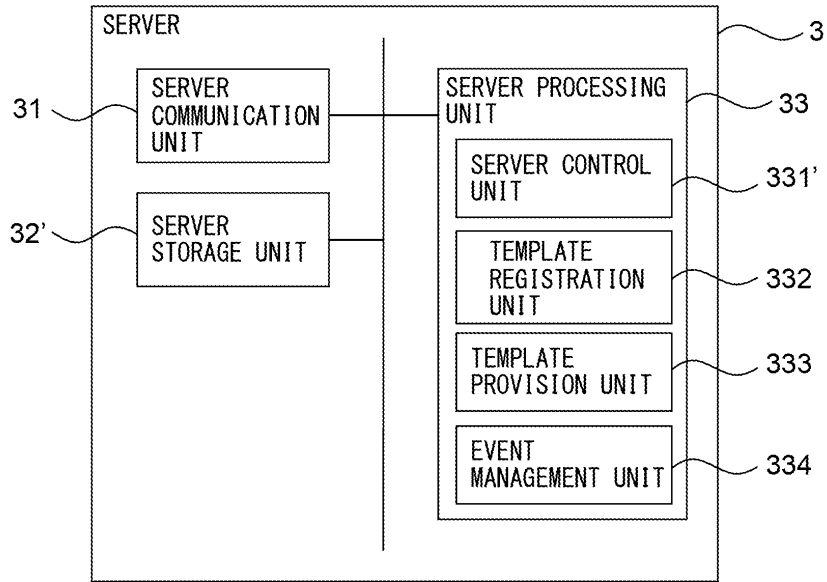 SERVER
3
31
SERVER
COMMUNICATION
UNIT
32’
SERVER
STORAGE UNIT
SERVER PROCESSING
UNIT
33
SERVER CONTROL
UNIT
331’
TEMPLATE
REGISTRATION
UNIT
332
TEMPLATE
PROVISION UNIT
333
EVENT
MANAGEMENT UNIT
334